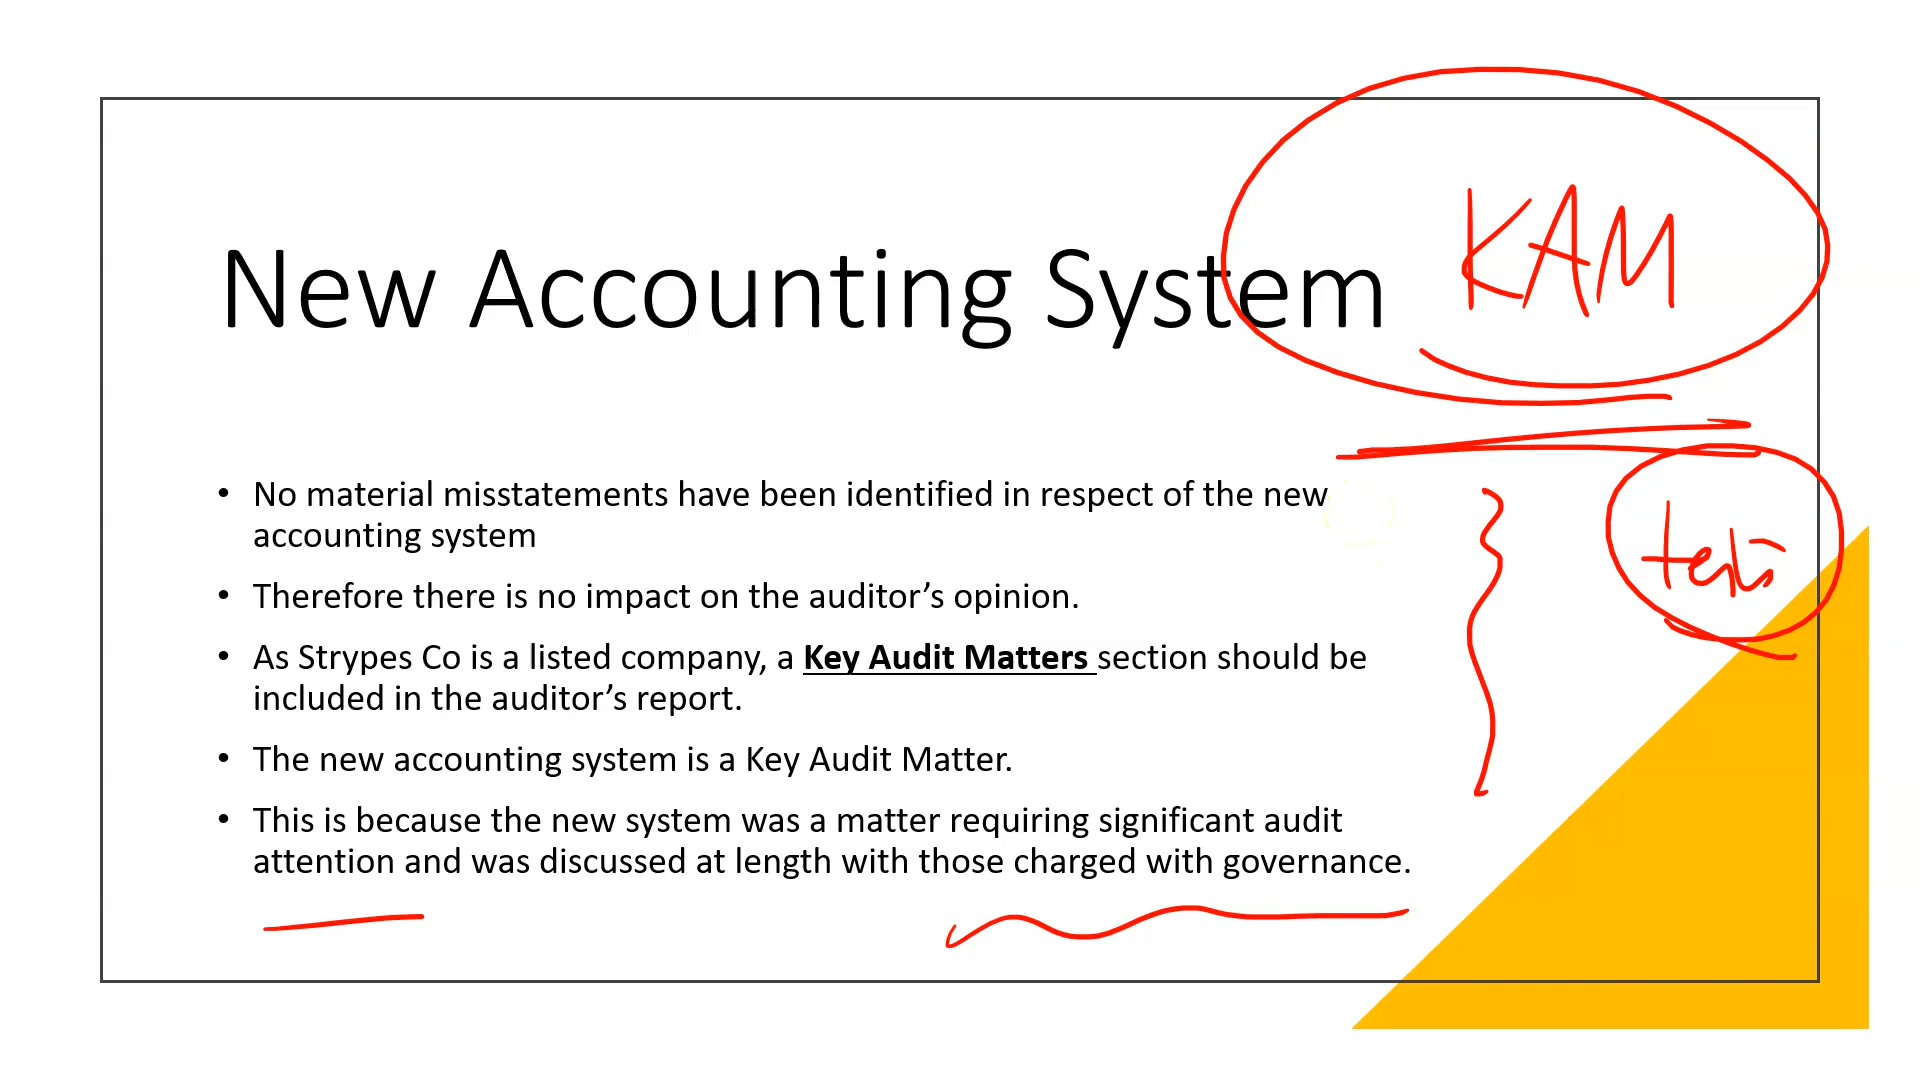 KAM
New Accounting System
• No material misstatements have been identified in respect of the new
accounting system
• Therefore there is no impact on the auditor’s opinion.
• As Strypes Co is a listed company, a Key Audit Matters section should be
included in the auditor’s report.
• The new accounting system is a Key Audit Matter.
• This is because the new system was a matter requiring significant audit
attention and was discussed at length with those charged with governance.